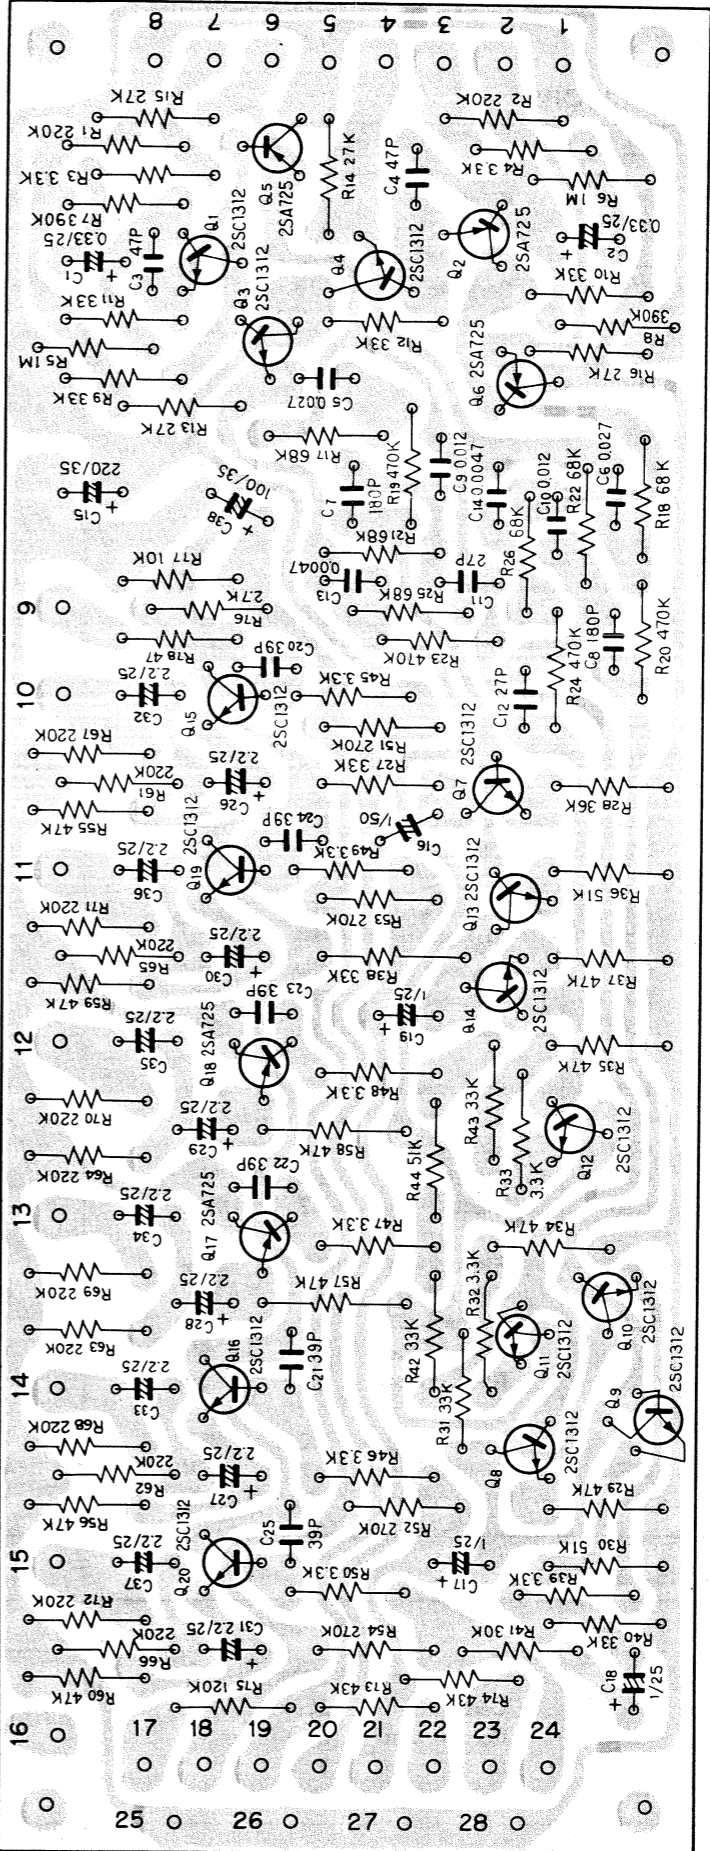 8 7 6 5 4 3 2 1
R15 27K
R1 220K
R3 3.3K
R7 390K
Q1
2SC1312
C1
0.33/25
+
C3
47P
R11 33K
R5 1M
R9 33K
R13 27K
Q5
2SA725
R14 27K
C4 47P
R2 220K
R4 3.3K
R6 1M
C2
0.33/25
+
Q3
2SC1312
Q4
2SC1312
Q2
2SA725
R10 33K
R8
390K
R16 27K
R12 33K
Q6 2SA725
C5 0.027
R17 68K
C15
220/35
+
C38
100/35
+
C7
180P
R19 470K
C9 0.012
C14 0.0047
C10 0.012
R22 68K
C6 0.027
R18 68K
R21 68K
R26
68K
R77 10K
R76
2.7K
R78 47
C13
0.0047
C11
27P
R25 68K
R23 470K
C20 39P
9
R24 470K
C8 180P
R20 470K
C12 27P
10
C32
2.2/25
Q15
2SC1312
R45 3.3K
R51 270K
R27 33K
R67 220K
R61
220K
R55 47K
C26
2.2/25
+
Q7
2SC1312
R28 36K
C24 39P
C16
1/50
11
C36
2.2/25
Q19
2SC1312
R49 3.3K
R53 270K
R38 33K
Q13 2SC1312
R36 51K
R71 220K
R65
220K
R59 47K
C30
2.2/25
+
R37 47K
C23 39P
C19
1/25
+
Q14
2SC1312
12
C35
2.2/25
Q18 2SA725
R48 3.3K
R35 47K
R70 220K
R64 220K
C29
2.2/25
+
R58 47K
R44 51K
R43 33K
R33
3.3K
Q12
2SC1312
C22 39P
13
C34
2.2/25
Q17 2SA725
R47 3.3K
R34 47K
R69 220K
R63 220K
C28
2.2/25
+
R57 47K
R42 33K
R32 3.3K
Q11
2SC1312
Q10
2SC1312
Q16
2SC1312
C21 39P
14
C33
2.2/25
R31 33K
Q9
2SC1312
R68 220K
R62
220K
R56 47K
C27
2.2/25
+
R46 3.3K
R52 270K
Q8
2SC1312
R29 47K
15
C37
2.2/25
Q20 2SC1312
C25
39P
R50 3.3K
C17
1/25
+
R30 51K
R39 3.3K
R72 220K
R66
220K
R60 47K
C31 2.2/25
+
R54 270K
R41 30K
R40
33K
R75 120K
R73 43K
R74 43K
C18
1/25
+
16 17 18 19 20 21 22 23 24
25 26 27 28